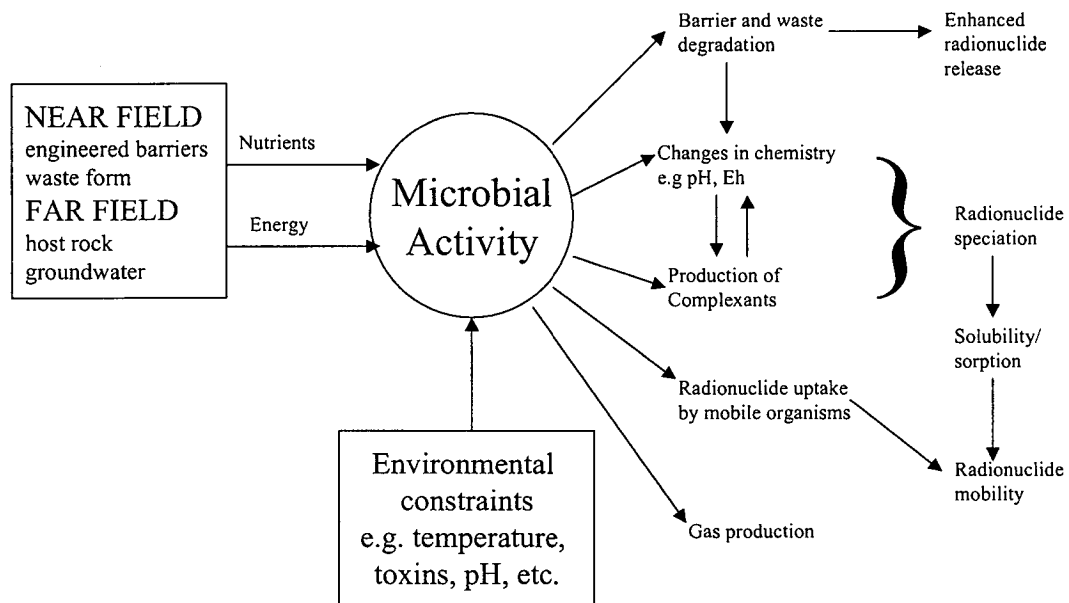 NEAR FIELD
engineered barriers
waste form
FAR FIELD
host rock
groundwater
Nutrients
Energy
Microbial
Activity
Environmental
constraints
e.g. temperature,
toxins, pH, etc.
Barrier and waste
degradation
Enhanced
radionuclide
release
Changes in chemistry
e.g pH, Eh
Production of
Complexants
Radionuclide
speciation
Solubility/
sorption
Radionuclide uptake
by mobile organisms
Radionuclide
mobility
Gas production